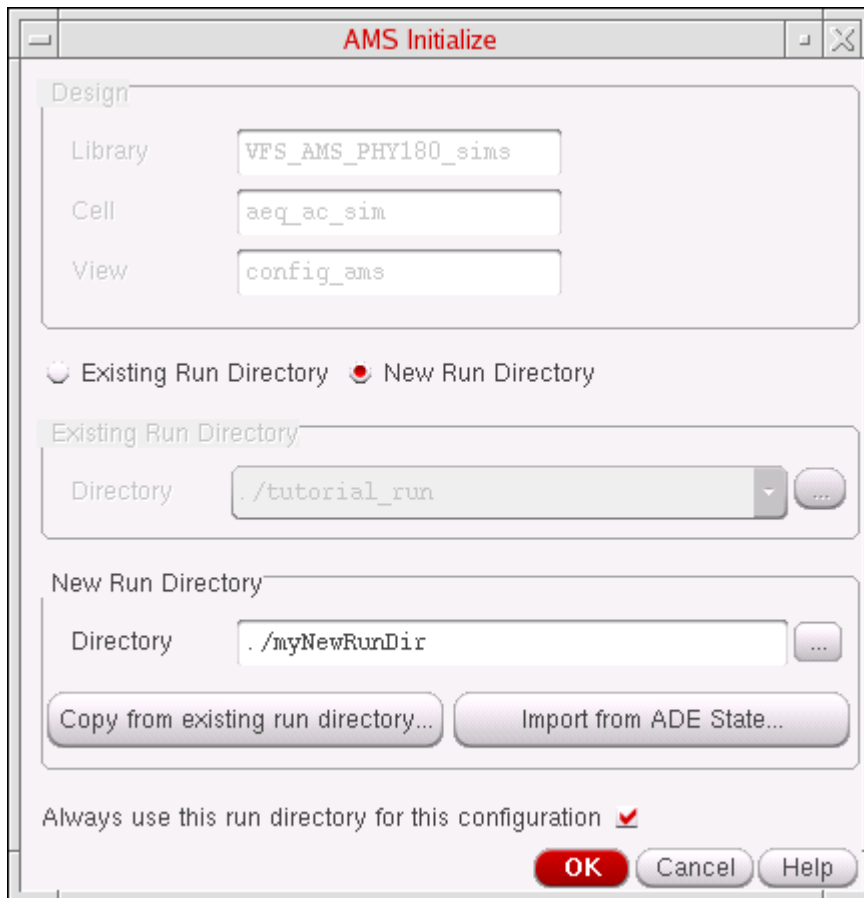 AMS Initialize
Design
Library VFS_AMS_PHY180_sims
Cell aeq_ac_sim
View config_ams
Existing Run Directory New Run Directory
Existing Run Directory
Directory ./tutorial_run ...
New Run Directory
Directory ./myNewRunDir ...
Copy from existing run directory... Import from ADE State...
Always use this run directory for this configuration
OK Cancel Help